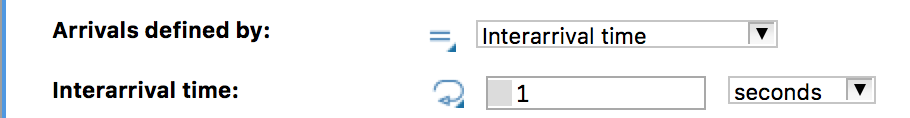 Arrivals defined by: Interarrival time
Interarrival time: 1 seconds